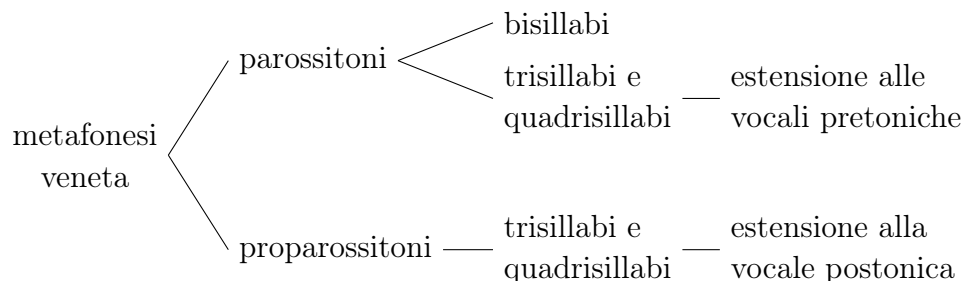 metafonesi
veneta
parossitoni
bisillabi
trisillabi e
quadrisillabi
estensione alle
vocali pretoniche
proparossitoni
trisillabi e
quadrisillabi
estensione alla
vocale postonica